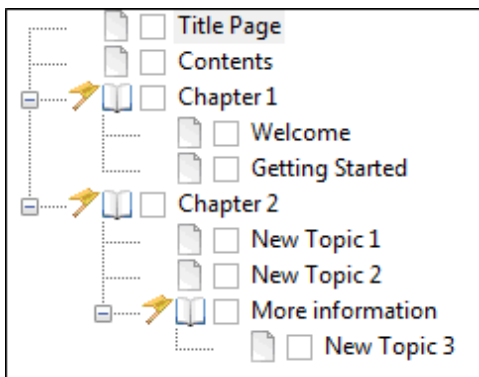 Title Page
Contents
Chapter 1
Welcome
Getting Started
Chapter 2
New Topic 1
New Topic 2
More information
New Topic 3